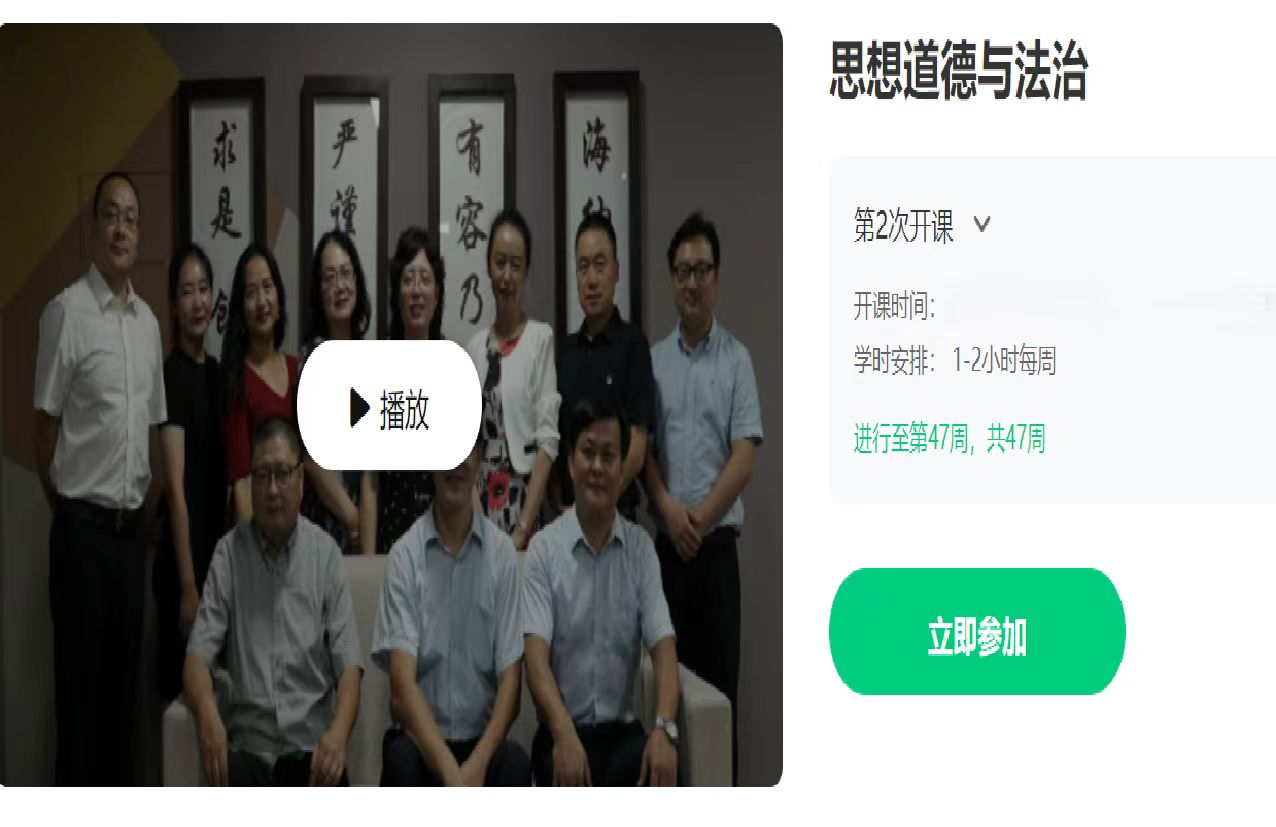 求是
严谨
有容乃
海
播放
思想道德与法治
第2次开课
开课时间：
学时安排： 1-2小时每周
进行至第47周，共47周
立即参加